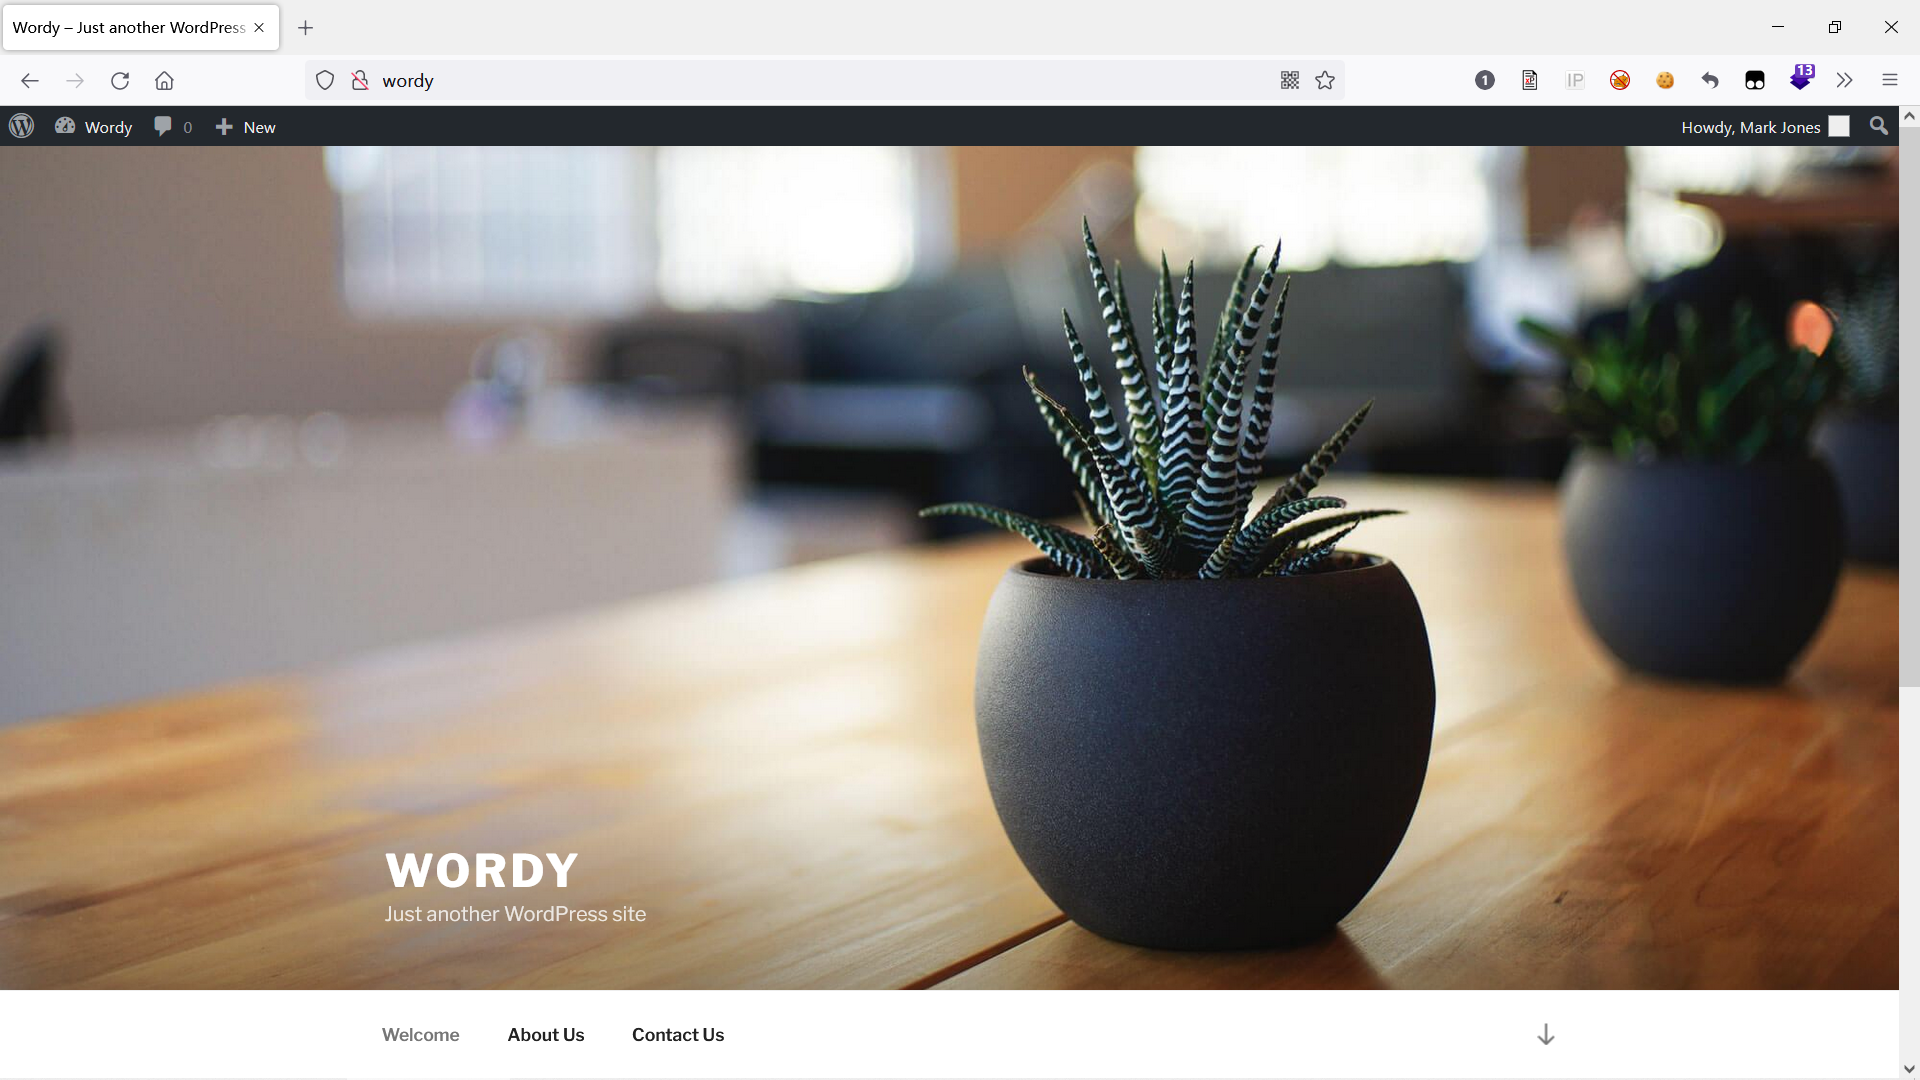 Wordy – Just another WordPress
wordy
1
IP
13
Wordy
0
New
Howdy, Mark Jones
WORDY
Just another WordPress site
Welcome
About Us
Contact Us